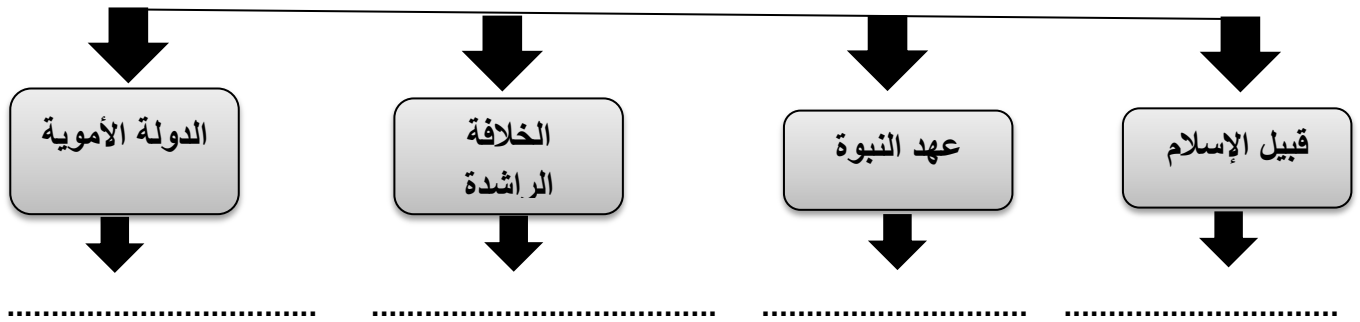 قبيل الإسلام
عهد النبوة
الخلافة
الراشدة
الدولة الأموية